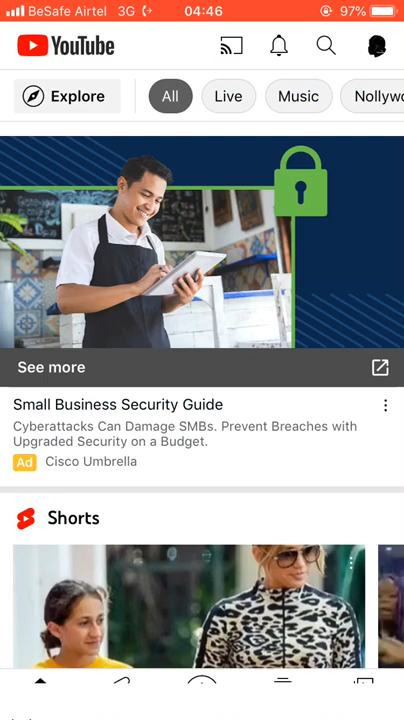 BeSafe Airtel 3G 04:46 97%
YouTube
Explore All Live Music Nollyw
See more
Small Business Security Guide
Cyberattacks Can Damage SMBs. Prevent Breaches with
Upgraded Security on a Budget.
Ad Cisco Umbrella
Shorts